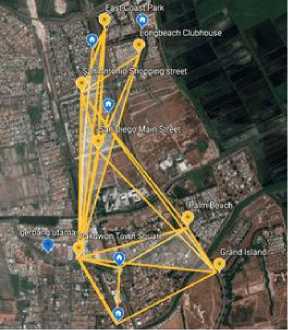 East Coast Park
Longbeach Clubhouse
San Antonio Shopping street
San Diego Main Street
Palm Beach
gerbang utama
Pakuwon Town Square
Grand Island